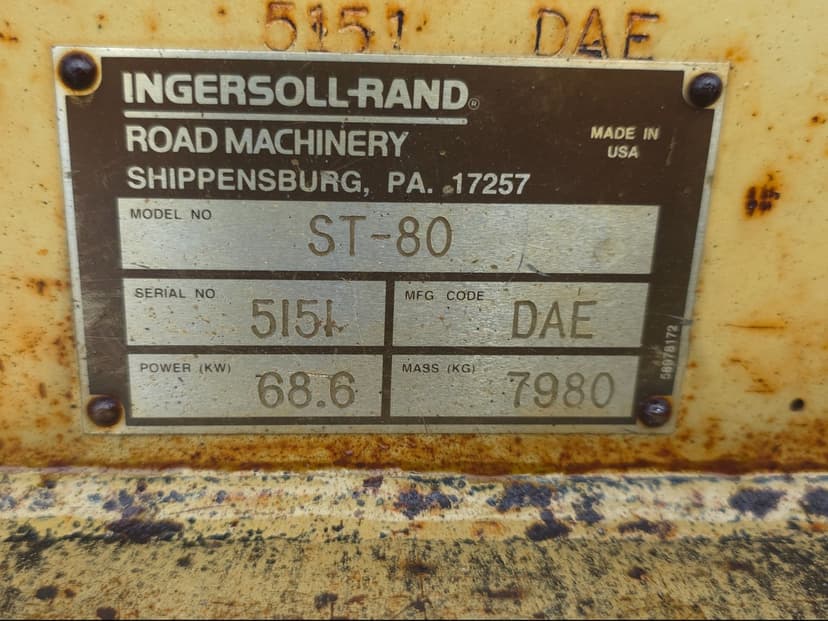 5151 DAE
INGERSOLL-RAND®
ROAD MACHINERY
MADE IN
USA
SHIPPENSBURG, PA. 17257
MODEL NO
ST-80
SERIAL NO
5151
MFG CODE
DAE
POWER (KW)
68.6
MASS (KG)
7980
58978172